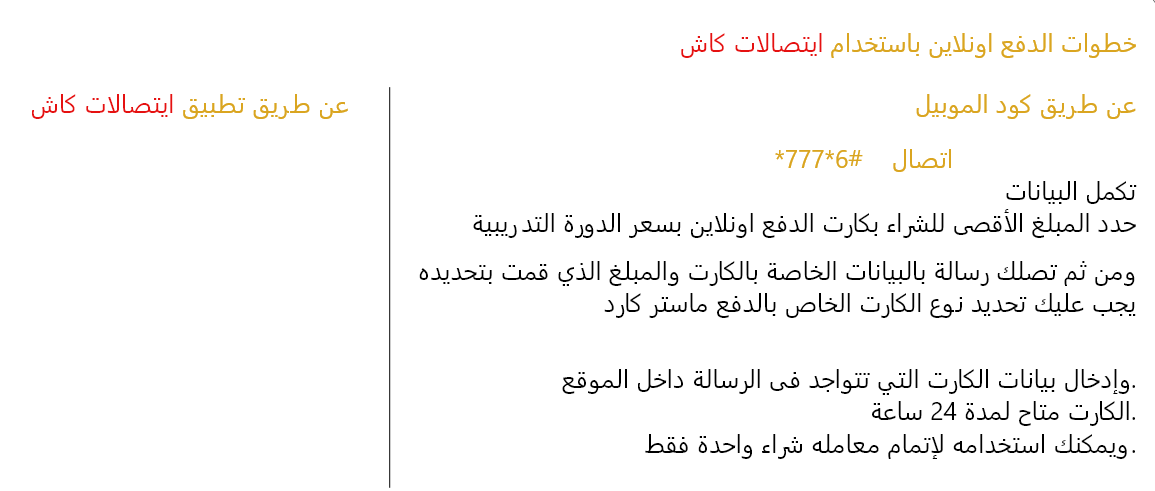 خطوات الدفع اونلاين باستخدام ايتصالات كاش
عن طريق كود الموبيل
اتصال #6*777*
تكمل البيانات
حدد المبلغ الأقصى للشراء بكارت الدفع اونلاين بسعر الدورة التدريبية
ومن ثم تصلك رسالة بالبيانات الخاصة بالكارت والمبلغ الذي قمت بتحديده
يجب عليك تحديد نوع الكارت الخاص بالدفع ماستر كارد
.وإدخال بيانات الكارت التي تتواجد فى الرسالة داخل الموقع
.الكارت متاح لمدة 24 ساعة
.ويمكنك استخدامه لإتمام معامله شراء واحدة فقط
عن طريق تطبيق ايتصالات كاش